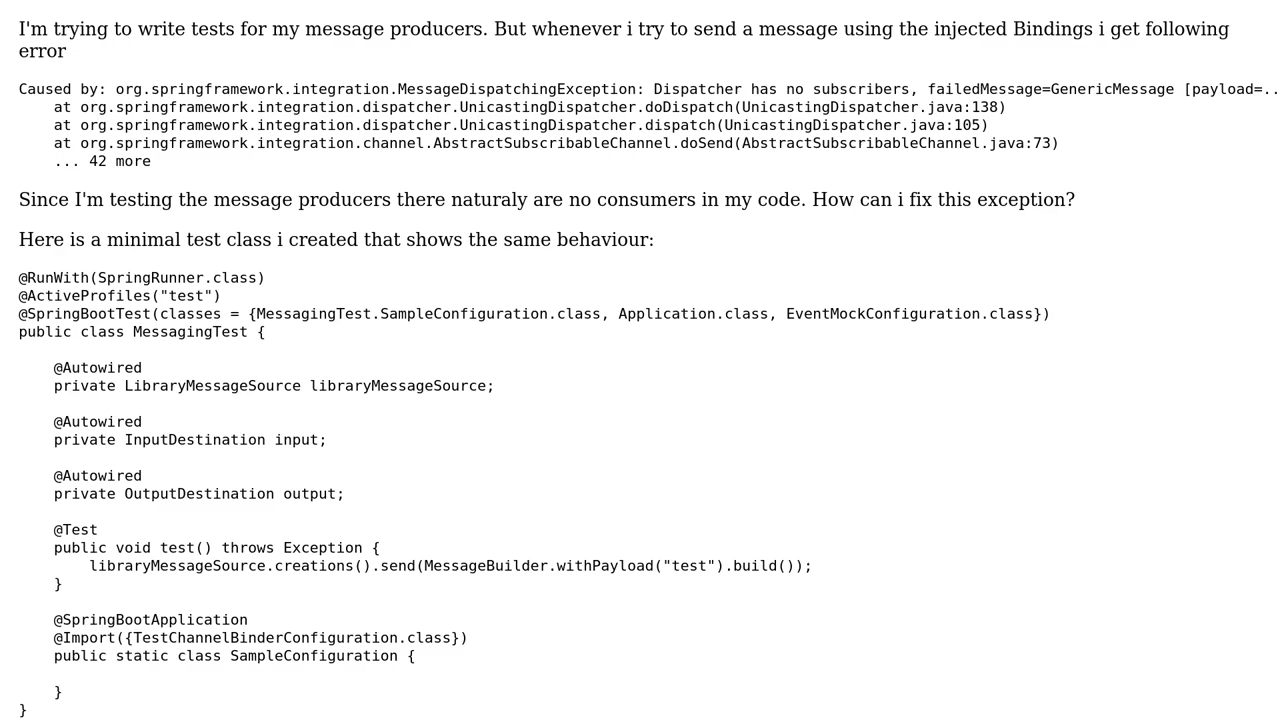 I'm trying to write tests for my message producers. But whenever i try to send a message using the injected Bindings i get following
error
Caused by: org.springframework.integration.MessageDispatchingException: Dispatcher has no subscribers, failedMessage=GenericMessage [payload=..
    at org.springframework.integration.dispatcher.UnicastingDispatcher.doDispatch(UnicastingDispatcher.java:138)
    at org.springframework.integration.dispatcher.UnicastingDispatcher.dispatch(UnicastingDispatcher.java:105)
    at org.springframework.integration.channel.AbstractSubscribableChannel.doSend(AbstractSubscribableChannel.java:73)
    ... 42 more
Since I'm testing the message producers there naturaly are no consumers in my code. How can i fix this exception?
Here is a minimal test class i created that shows the same behaviour:
@RunWith(SpringRunner.class)
@ActiveProfiles("test")
@SpringBootTest(classes = {MessagingTest.SampleConfiguration.class, Application.class, EventMockConfiguration.class})
public class MessagingTest {
    @Autowired
    private LibraryMessageSource libraryMessageSource;
    @Autowired
    private InputDestination input;
    @Autowired
    private OutputDestination output;
    @Test
    public void test() throws Exception {
        libraryMessageSource.creations().send(MessageBuilder.withPayload("test").build());
    }
    @SpringBootApplication
    @Import({TestChannelBinderConfiguration.class})
    public static class SampleConfiguration {
    }
}